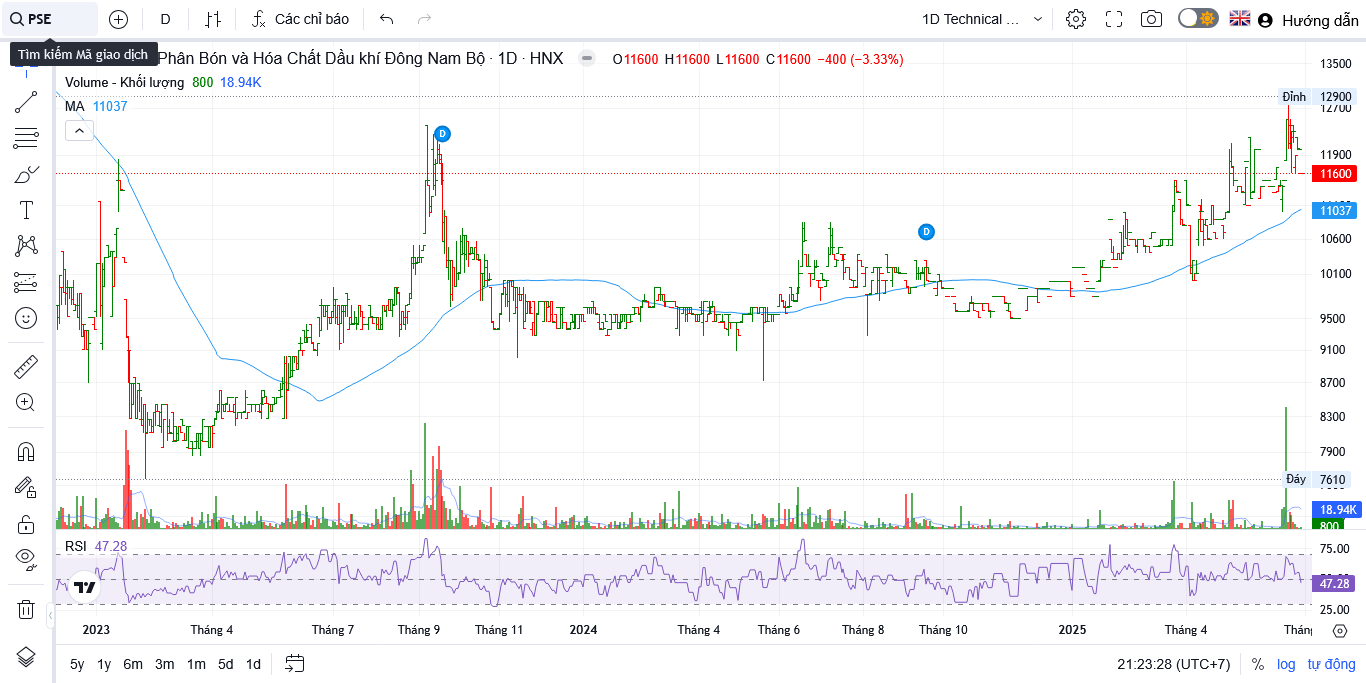 PSE
D
Các chỉ báo
1D Technical ...
Hướng dẫn
Tìm kiếm Mã giao dịch
Phân Bón và Hóa Chất Dầu khí Đông Nam Bộ · 1D · HNX
O11600 H11600 L11600 C11600 −400 (−3.33%)
Volume - Khối lượng 800 18.94K
MA 11037
D
D
13500
Đỉnh 12900
12700
11900
11600
11037
10600
10100
9500
9100
8700
8300
7900
Đáy 7610
18.94K
800
RSI 47.28
75.00
47.28
25.00
2023 Tháng 4 Tháng 7 Tháng 9 Tháng 11 2024 Tháng 4 Tháng 6 Tháng 8 Tháng 10 2025 Tháng 4
5y 1y 6m 3m 1m 5d 1d
21:23:28 (UTC+7) % log tự động